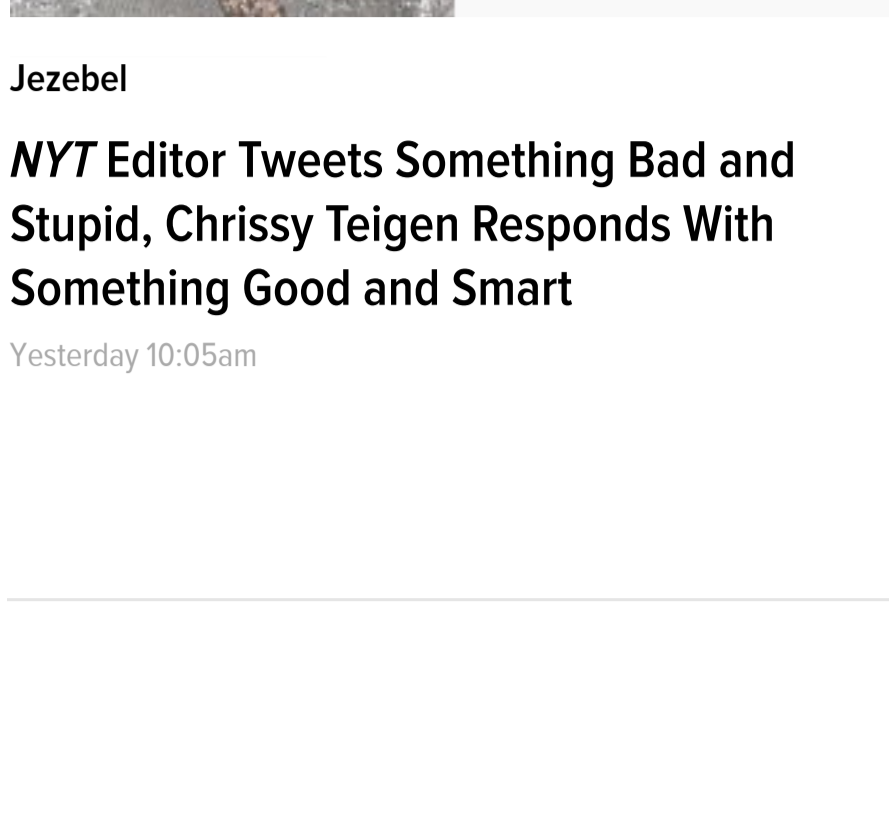 Jezebel
NYT Editor Tweets Something Bad and
Stupid, Chrissy Teigen Responds With
Something Good and Smart
Yesterday 10:05am